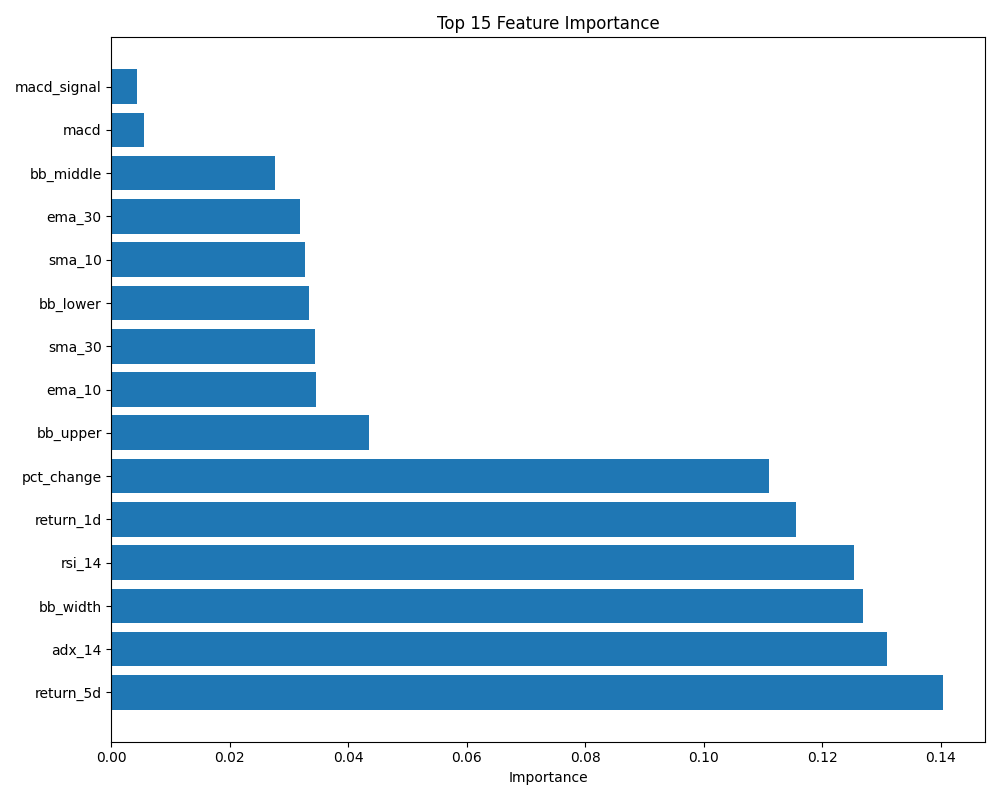 Top 15 Feature Importance
macd_signal
macd
bb_middle
ema_30
sma_10
bb_lower
sma_30
ema_10
bb_upper
pct_change
return_1d
rsi_14
bb_width
adx_14
return_5d
0.00 0.02 0.04 0.06 0.08 0.10 0.12 0.14
Importance